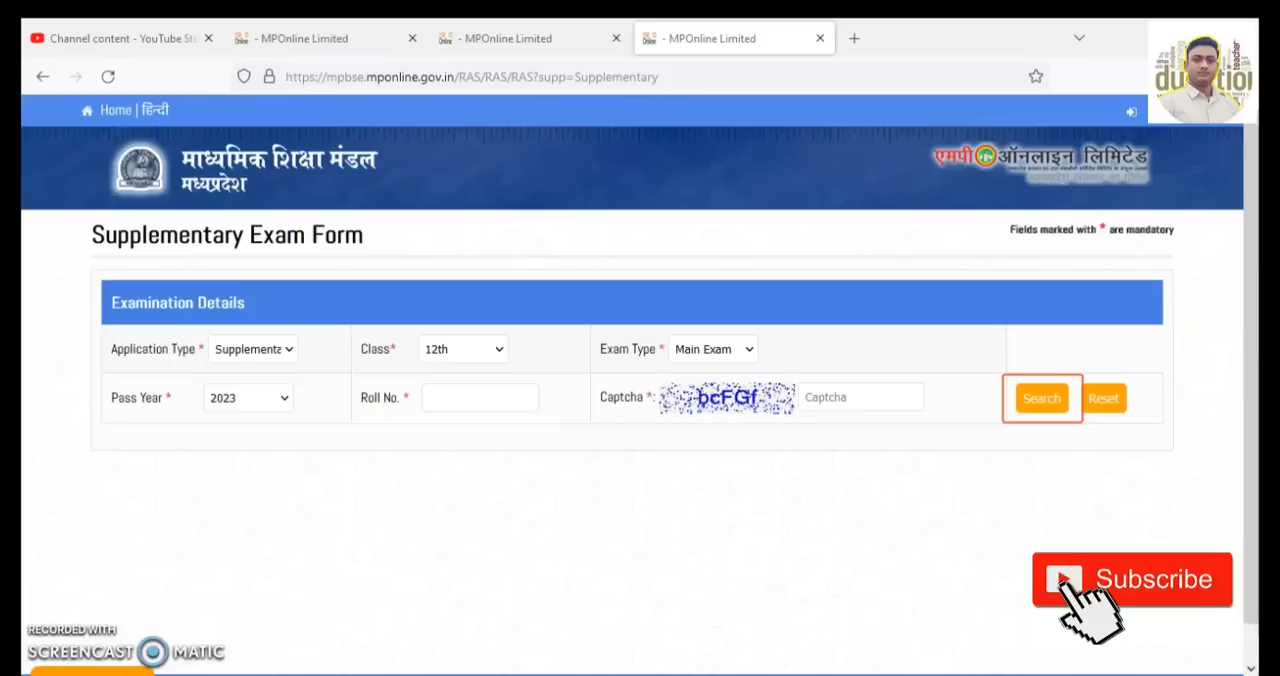 Channel content - YouTube St
- MPOnline Limited
- MPOnline Limited
- MPOnline Limited
https://mpbse.mponline.gov.in/RAS/RAS/RAS?supp=Supplementary
Home | हिन्दी
माध्यमिक शिक्षा मंडल
मध्यप्रदेश
एमपी ऑनलाइन लिमिटेड
Supplementary Exam Form
Fields marked with * are mandatory
Examination Details
Application Type * Supplementa Class* 12th Exam Type * Main Exam
Pass Year * 2023 Roll No. * Captcha *: bcFGf Captcha Search Reset
Subscribe
RECORDED WITH
SCREENCAST MATIC